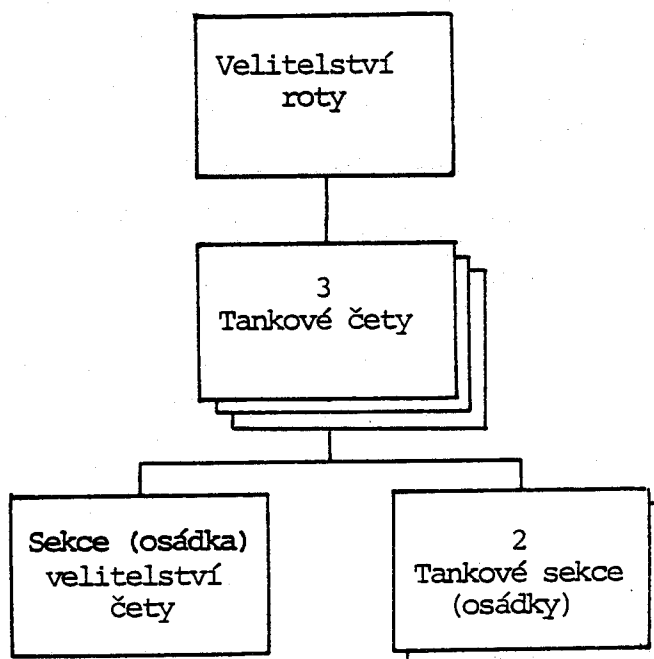 Velitelství
roty
3
Tankové čety
Sekce (osádka)
velitelství
čety
2
Tankové sekce
(osádky)